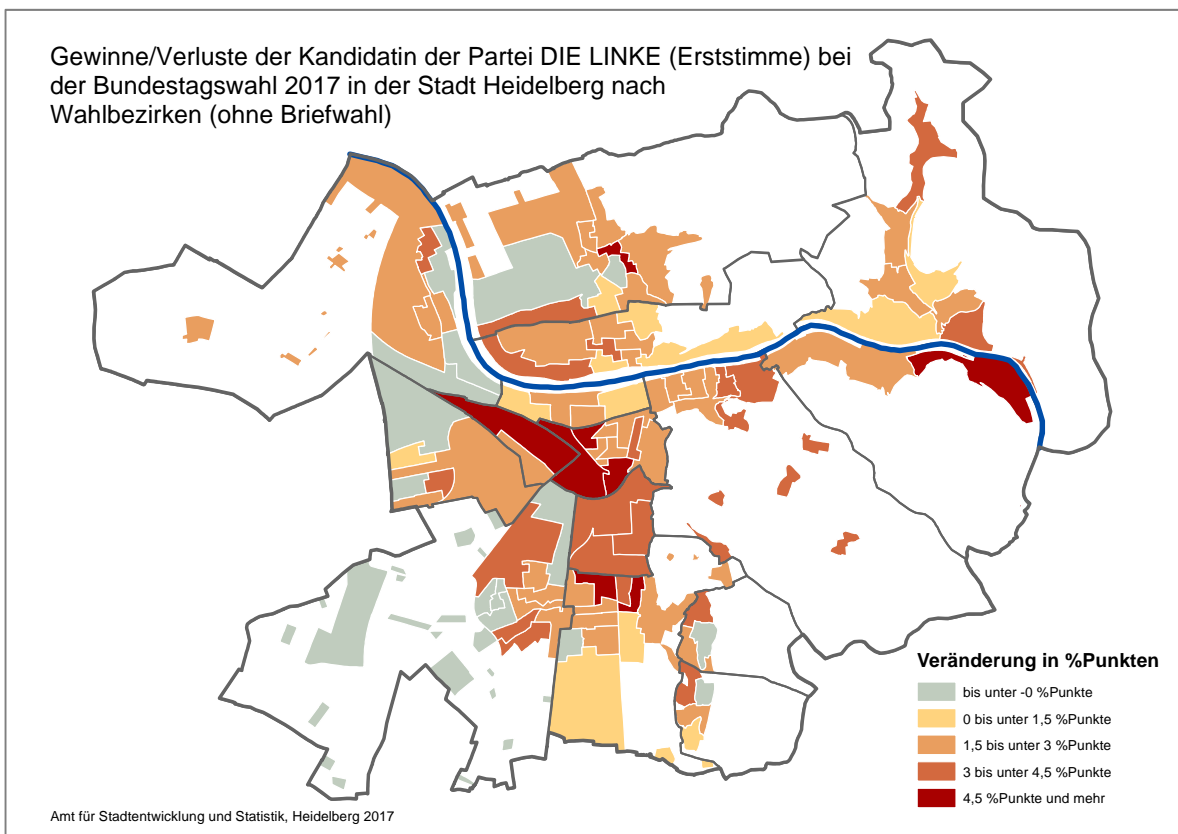 Gewinne/Verluste der Kandidatin der Partei DIE LINKE (Erststimme) bei
der Bundestagswahl 2017 in der Stadt Heidelberg nach
Wahlbezirken (ohne Briefwahl)
Veränderung in %Punkten
bis unter -0 %Punkte
0 bis unter 1,5 %Punkte
1,5 bis unter 3 %Punkte
3 bis unter 4,5 %Punkte
4,5 %Punkte und mehr
Amt für Stadtentwicklung und Statistik, Heidelberg 2017